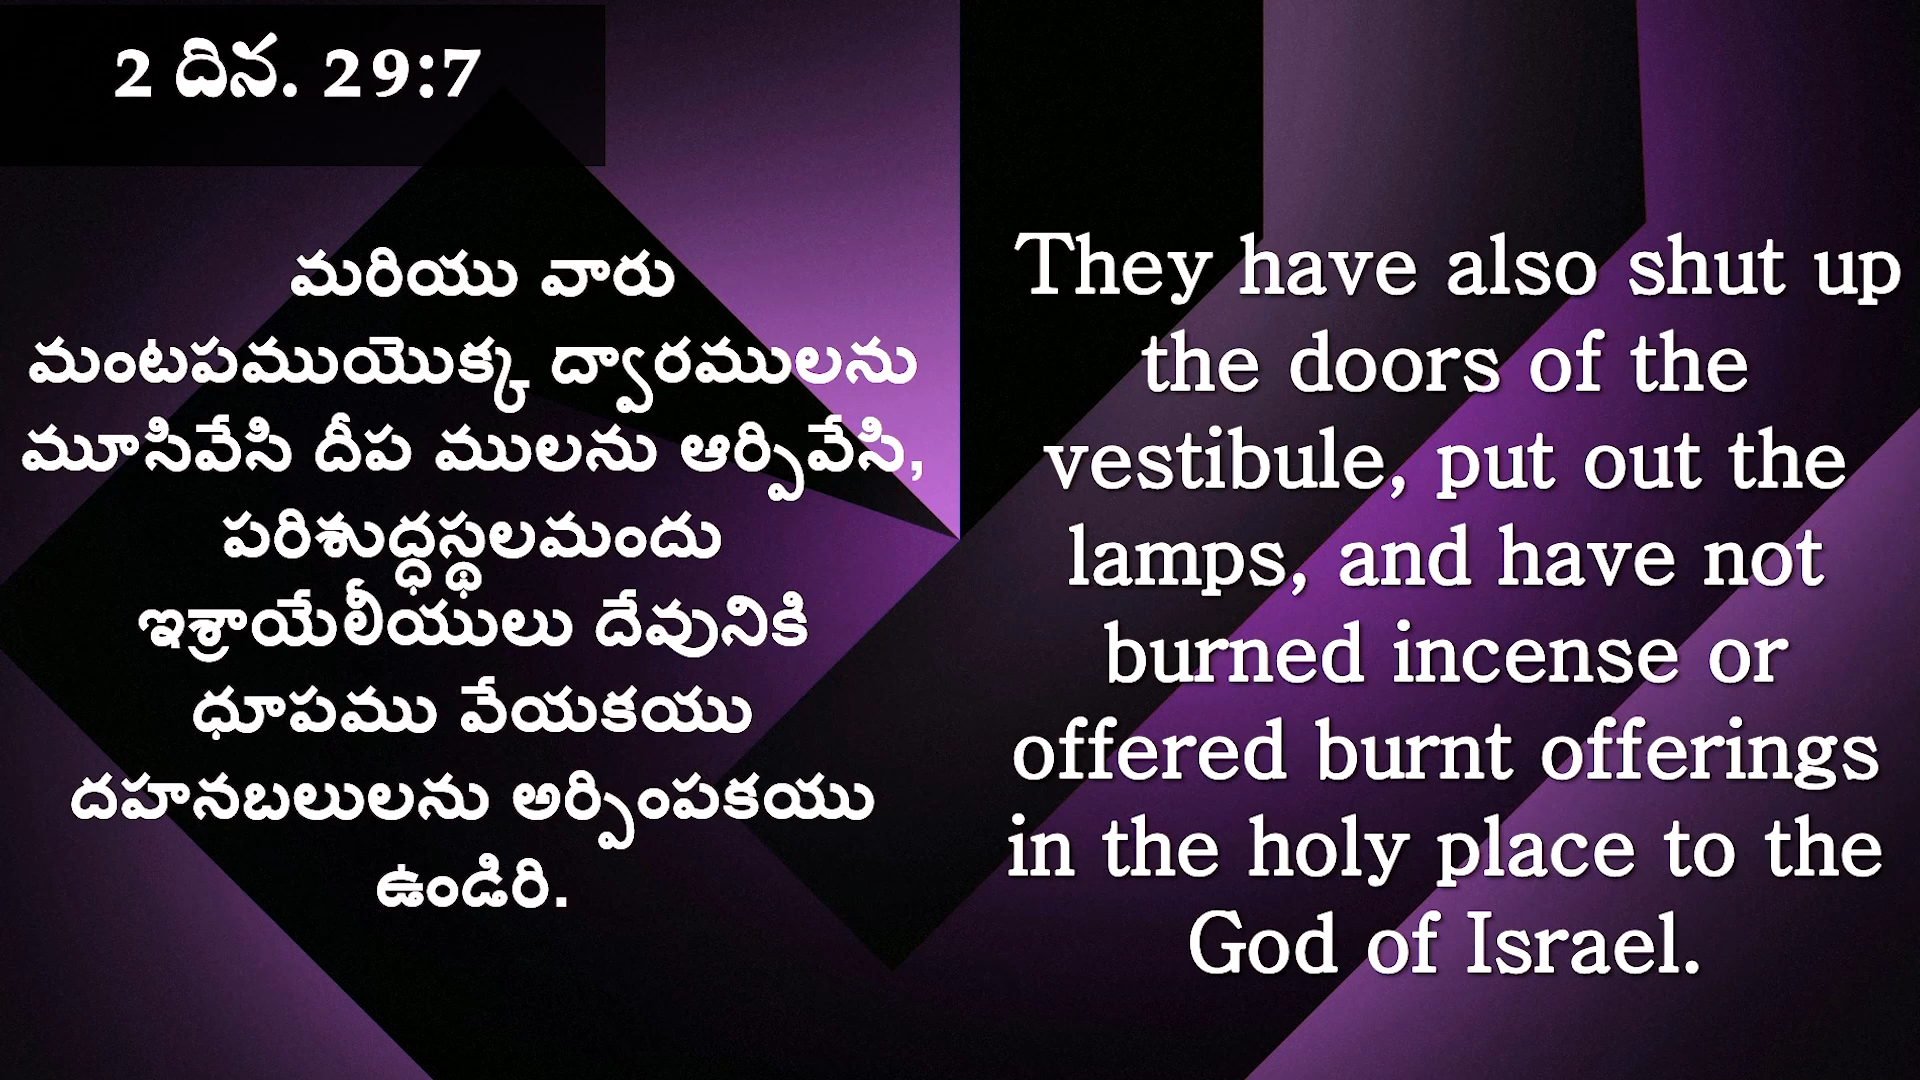 2 దిన. 29:7
మరియు వారు
మంటపముయొక్క ద్వారములను
మూసివేసి దీప ములను ఆర్పివేసి,
పరిశుద్ధస్థలమందు
ఇశ్రాయేలీయులు దేవునికి
ధూపము వేయకయు
దహనబలులను అర్పింపకయు
ఉండిరి.
They have also shut up
the doors of the
vestibule, put out the
lamps, and have not
burned incense or
offered burnt offerings
in the holy place to the
God of Israel.